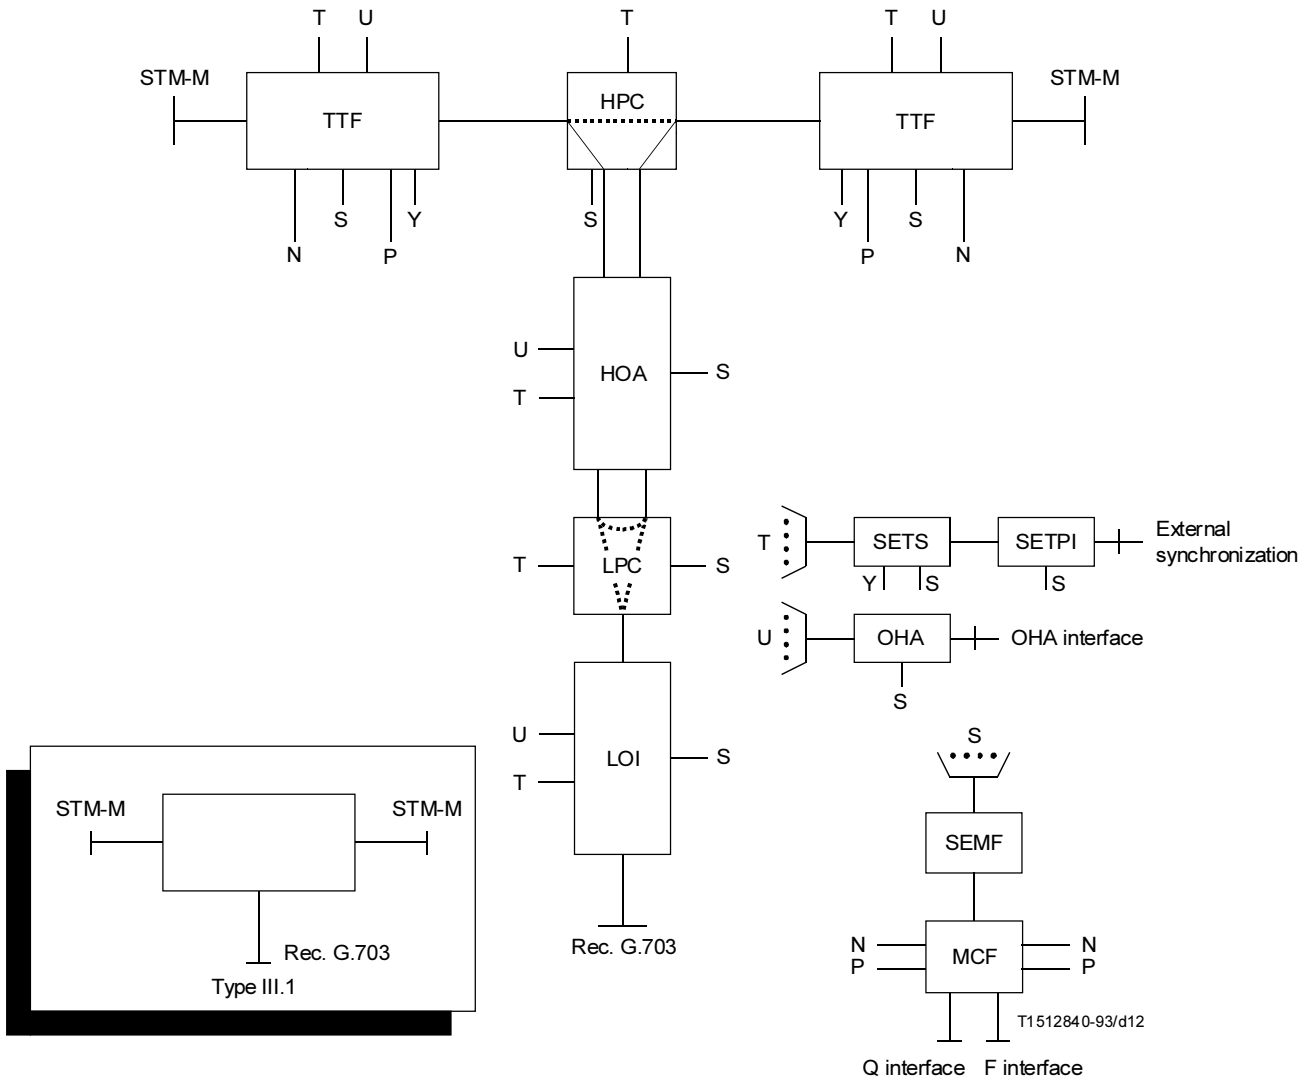 T U T T U
STM-M STM-M
HPC
TTF TTF
S Y S Y S
N P P N
U
HOA S
T
T SETS SETPI External
synchronization
T LPC S
Y S S
U OHA OHA interface
S
U S
LOI S
T
STM-M STM-M
SEMF
Rec. G.703
Rec. G.703
N N
MCF
P P
Type III.1
T1512840-93/d12
Q interface F interface